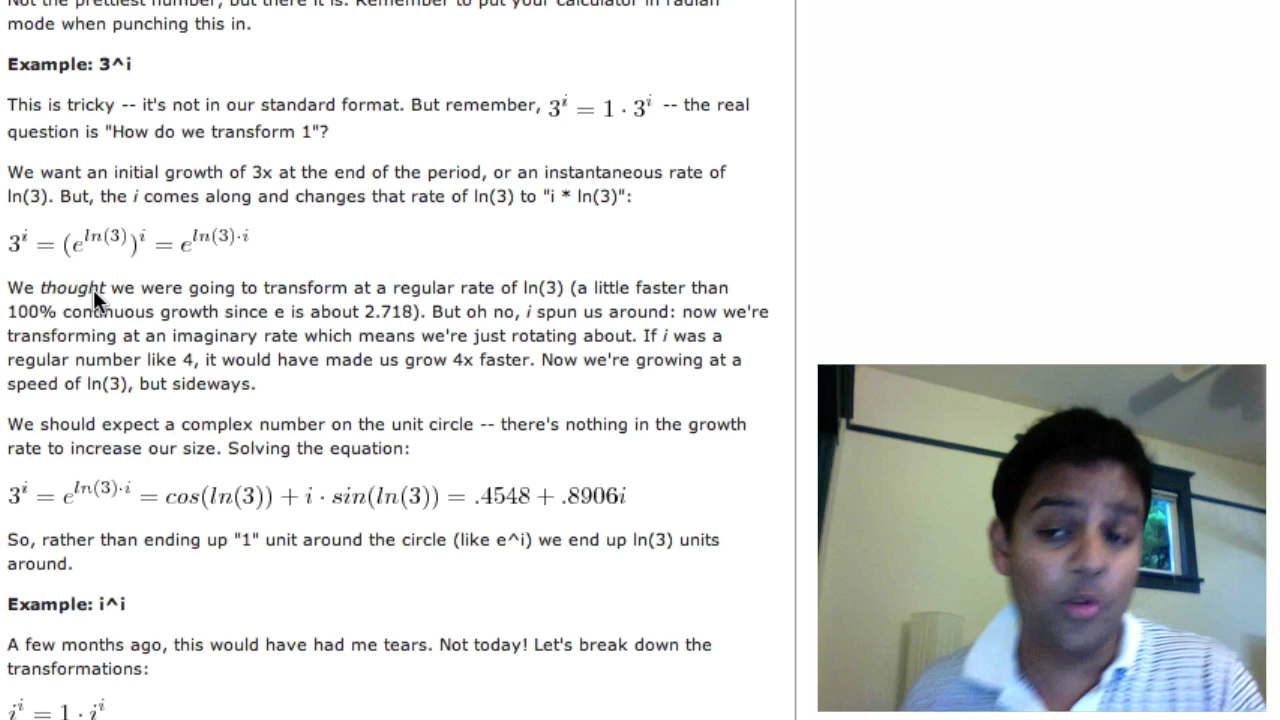 Not the prettiest number, but there it is. Remember to put your calculator in radian
mode when punching this in.
Example: 3^i
This is tricky -- it's not in our standard format. But remember, 3^i = 1 · 3^i -- the real
question is "How do we transform 1"?
We want an initial growth of 3x at the end of the period, or an instantaneous rate of
ln(3). But, the i comes along and changes that rate of ln(3) to "i * ln(3)":
3^i = (e^{ln(3)})^i = e^{ln(3)·i}
We thought we were going to transform at a regular rate of ln(3) (a little faster than
100% continuous growth since e is about 2.718). But oh no, i spun us around: now we're
transforming at an imaginary rate which means we're just rotating about. If i was a
regular number like 4, it would have made us grow 4x faster. Now we're growing at a
speed of ln(3), but sideways.
We should expect a complex number on the unit circle -- there's nothing in the growth
rate to increase our size. Solving the equation:
3^i = e^{ln(3)·i} = cos(ln(3)) + i · sin(ln(3)) = .4548 + .8906i
So, rather than ending up "1" unit around the circle (like e^i) we end up ln(3) units
around.
Example: i^i
A few months ago, this would have had me tears. Not today! Let's break down the
transformations:
i^i = 1 · i^i